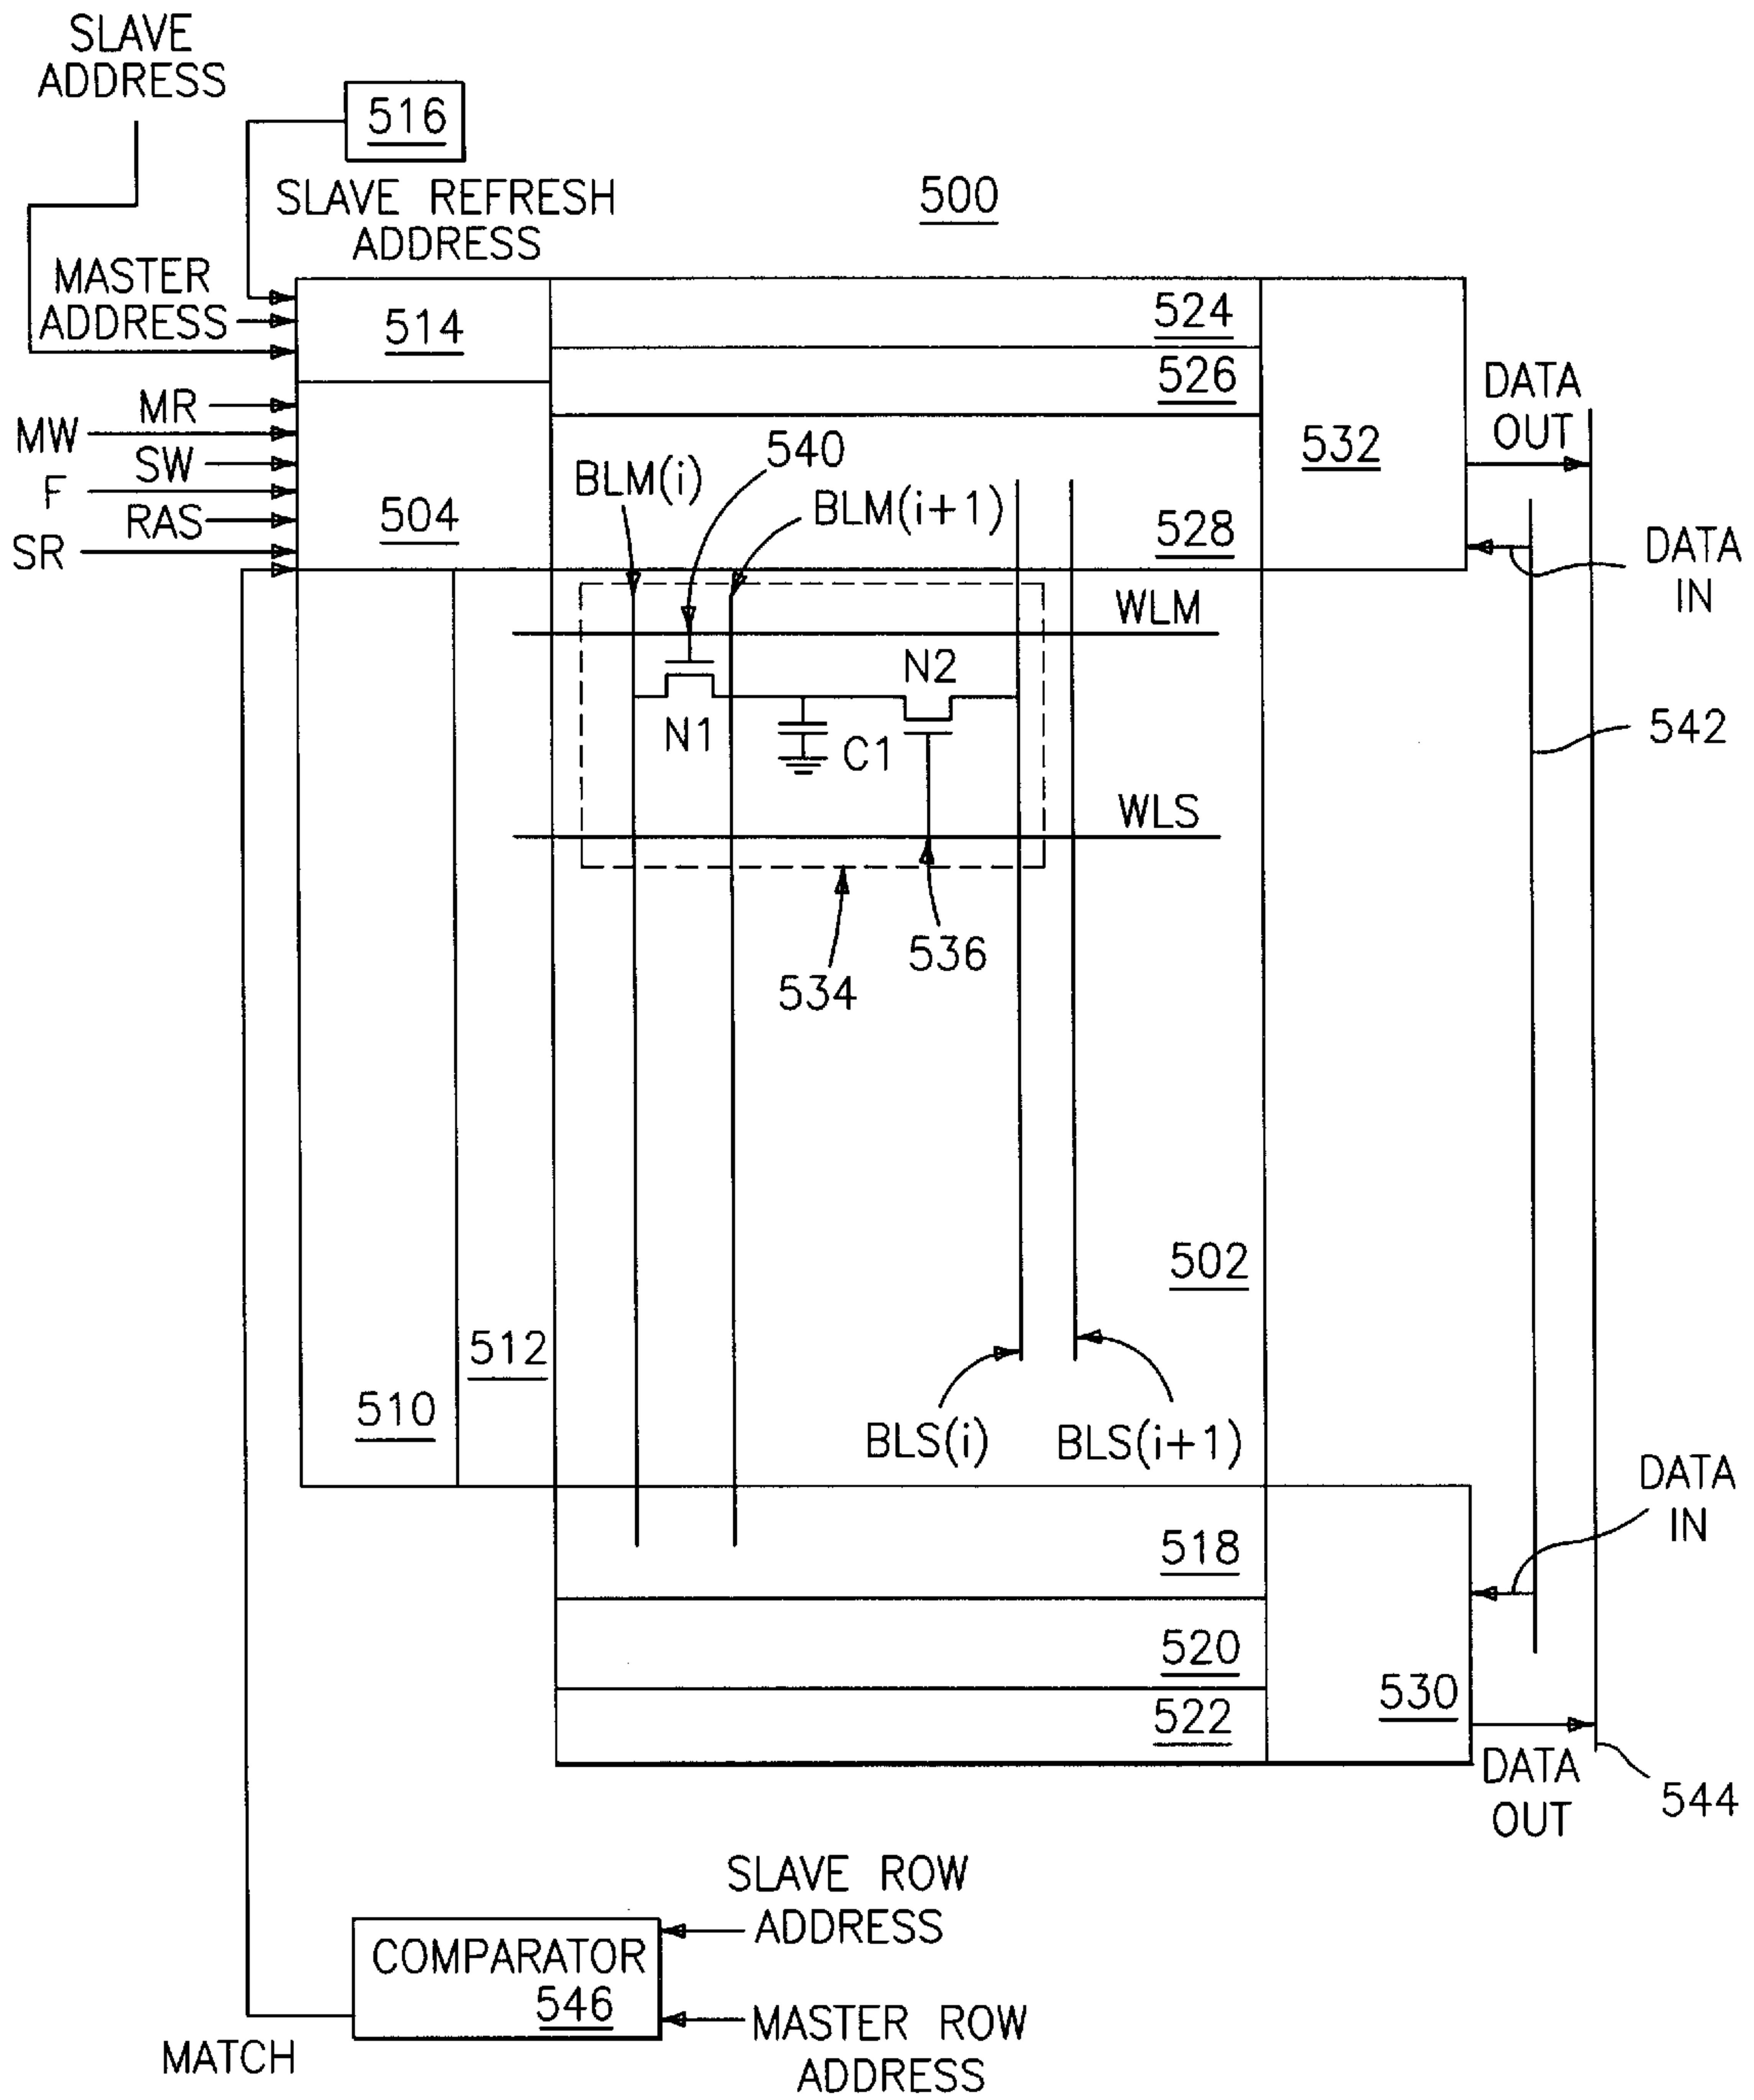 SLAVE
ADDRESS
516
SLAVE REFRESH
ADDRESS
500
MASTER
ADDRESS
514
524
526
532
DATA
OUT
MR
MW
SW
F
RAS
SR
504
540
BLM(i)
BLM(i+1)
528
DATA
IN
WLM
N2
N1
C1
542
WLS
536
534
502
512
510
BLS(i)
BLS(i+1)
DATA
IN
518
520
530
522
DATA
OUT
544
SLAVE ROW
ADDRESS
COMPARATOR
546
MASTER ROW
ADDRESS
MATCH